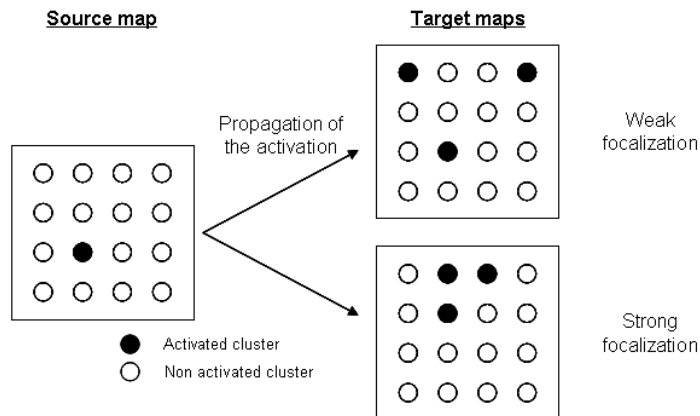 Source map
Target maps
Propagation of
the activation
Weak
focalization
Strong
focalization
Activated cluster
Non activated cluster